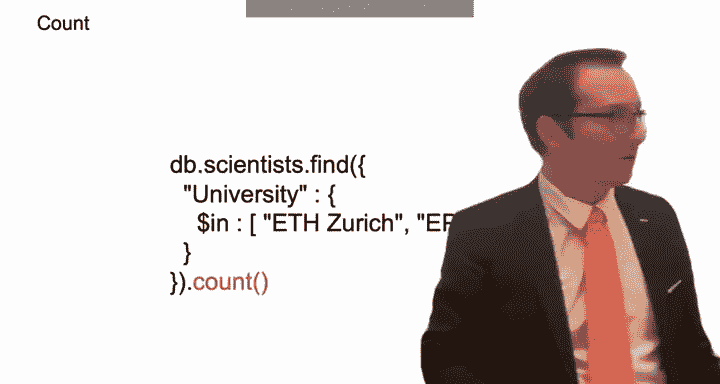 Count
db.scientists.find({
"University" : {
$in : [ "ETH Zurich",
}
}).count()